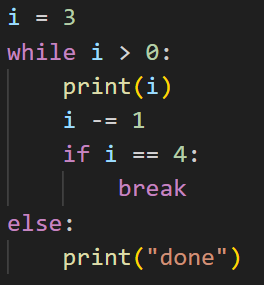 i = 3
while i > 0:
    print(i)
    i -= 1
    if i == 4:
        break
else:
    print("done")